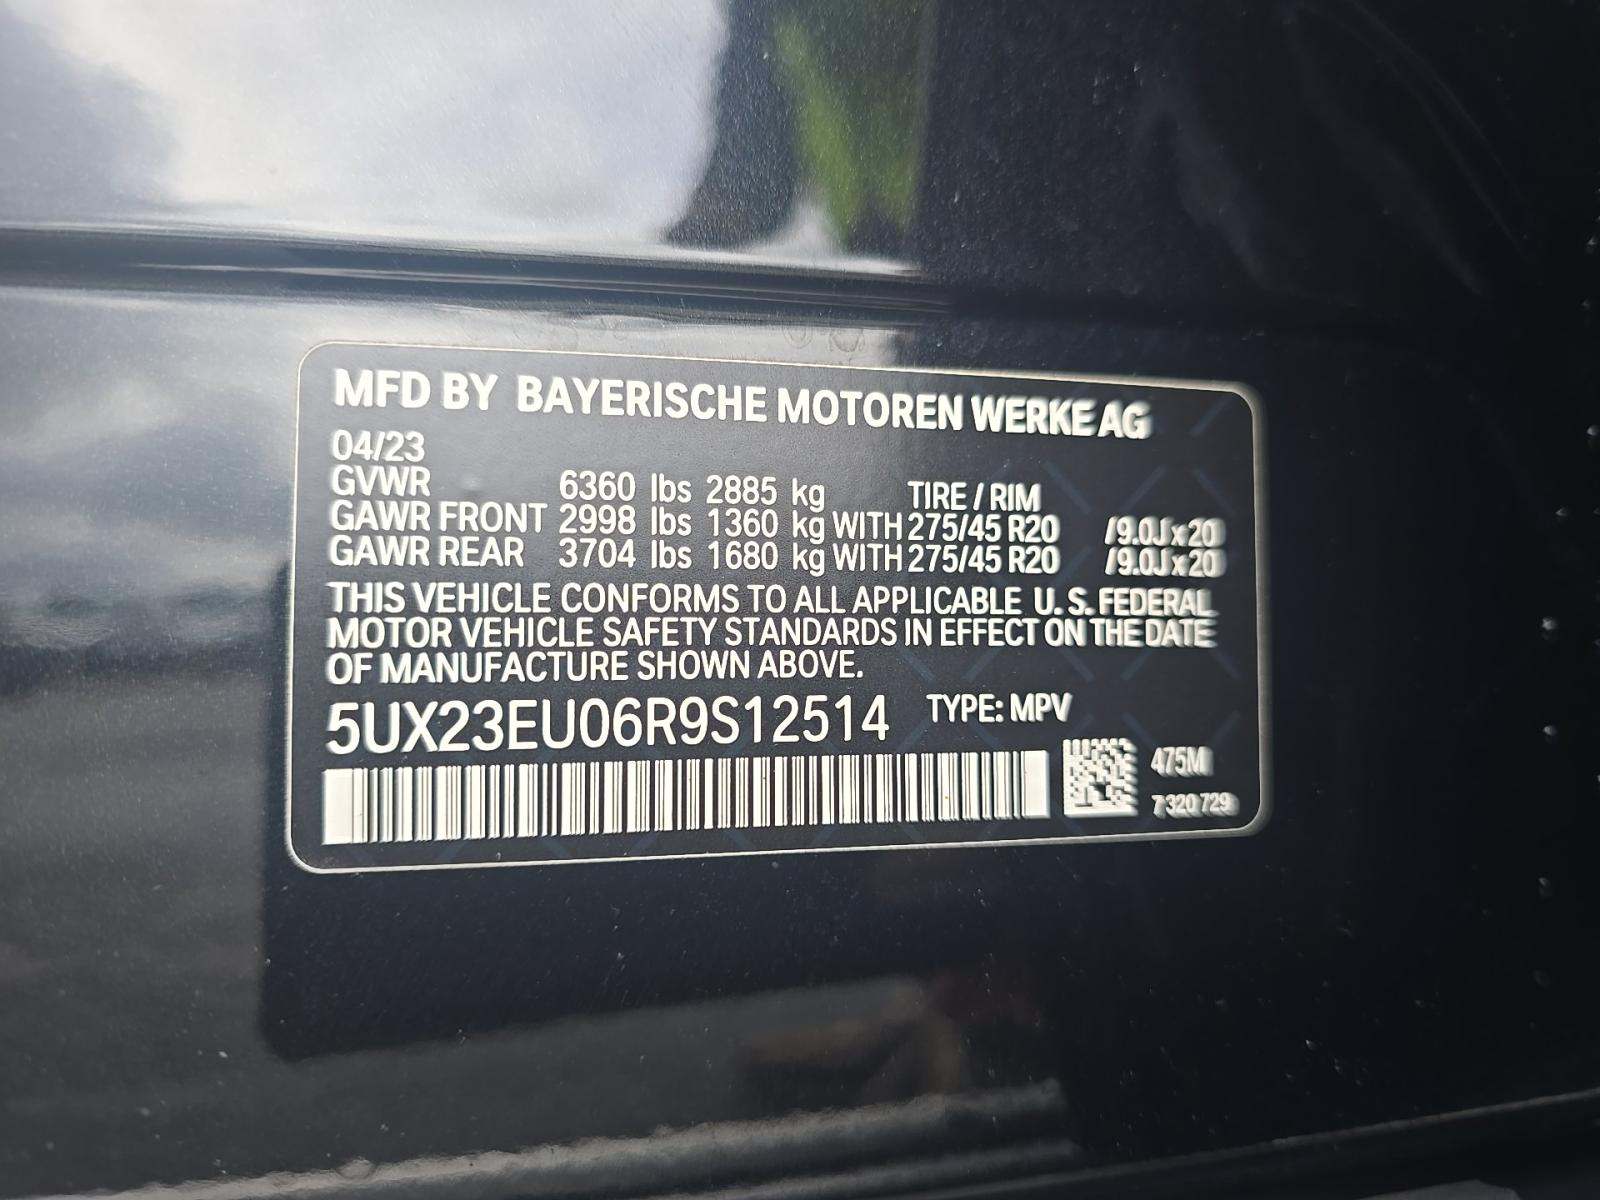 MFD BY BAYERISCHE MOTOREN WERKE AG
04/23
GVWR 6360 lbs 2885 kg TIRE / RIM
GAWR FRONT 2998 lbs 1360 kg WITH 275/45 R20 /9.0J x 20
GAWR REAR 3704 lbs 1680 kg WITH 275/45 R20 /9.0J x 20
THIS VEHICLE CONFORMS TO ALL APPLICABLE U.S. FEDERAL
MOTOR VEHICLE SAFETY STANDARDS IN EFFECT ON THE DATE
OF MANUFACTURE SHOWN ABOVE.
5UX23EU06R9S12514 TYPE: MPV
475M
7 320 729